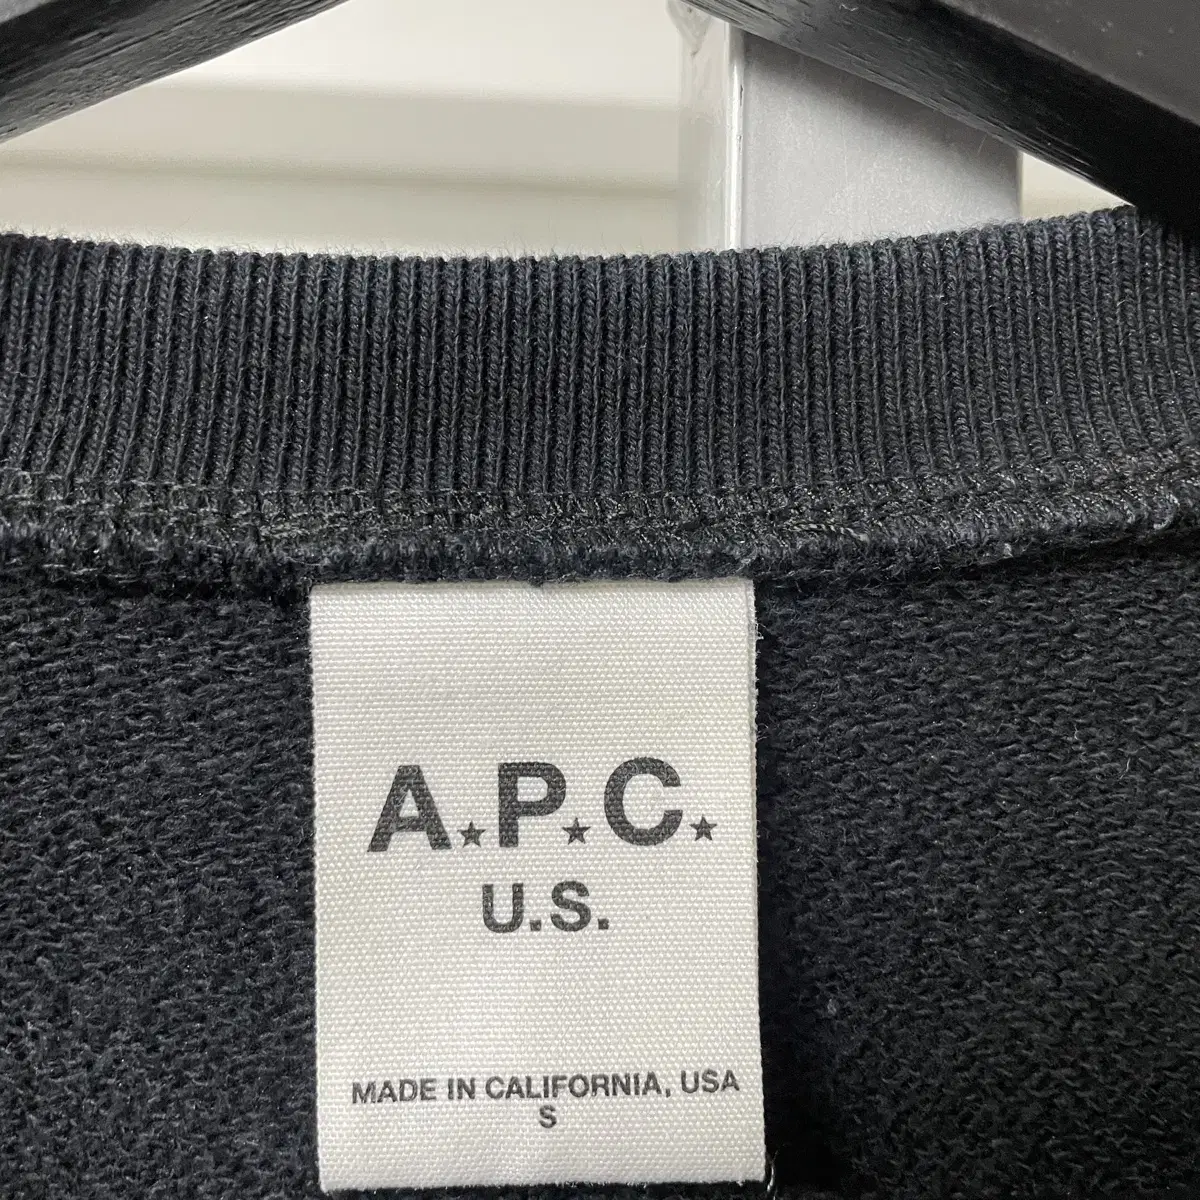 A★P★C★
U.S.
MADE IN CALIFORNIA, USA
S